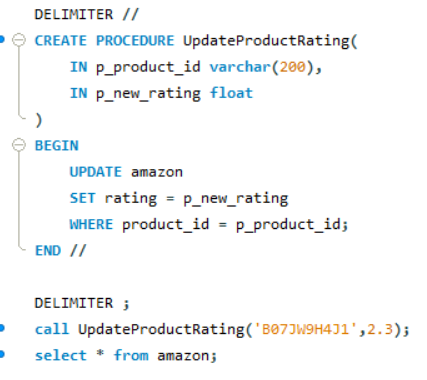 DELIMITER //
CREATE PROCEDURE UpdateProductRating(
IN p_product_id varchar(200),
IN p_new_rating float
)
BEGIN
UPDATE amazon
SET rating = p_new_rating
WHERE product_id = p_product_id;
END //
DELIMITER ;
call UpdateProductRating('B07JW9H4J1',2.3);
select * from amazon;